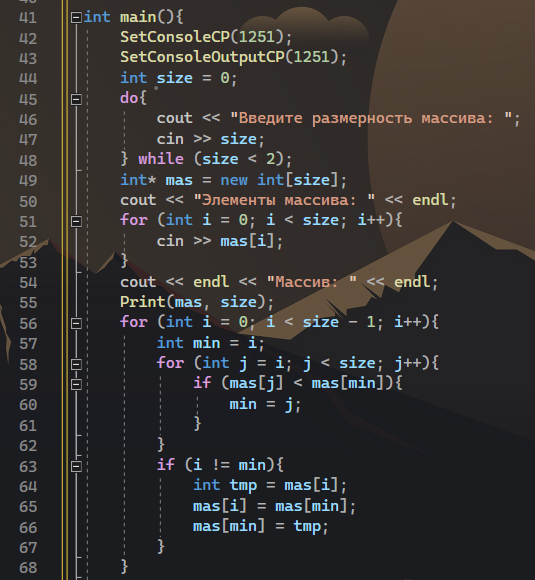 41 int main(){
42 SetConsoleCP(1251);
43 SetConsoleOutputCP(1251);
44 int size = 0;
45 do{
46 cout << "Введите размерность массива: ";
47 cin >> size;
48 } while (size < 2);
49 int* mas = new int[size];
50 cout << "Элементы массива: " << endl;
51 for (int i = 0; i < size; i++){
52 cin >> mas[i];
53 }
54 cout << endl << "Массив: " << endl;
55 Print(mas, size);
56 for (int i = 0; i < size - 1; i++){
57 int min = i;
58 for (int j = i; j < size; j++){
59 if (mas[j] < mas[min]){
60 min = j;
61 }
62 }
63 if (i != min){
64 int tmp = mas[i];
65 mas[i] = mas[min];
66 mas[min] = tmp;
67 }
68 }